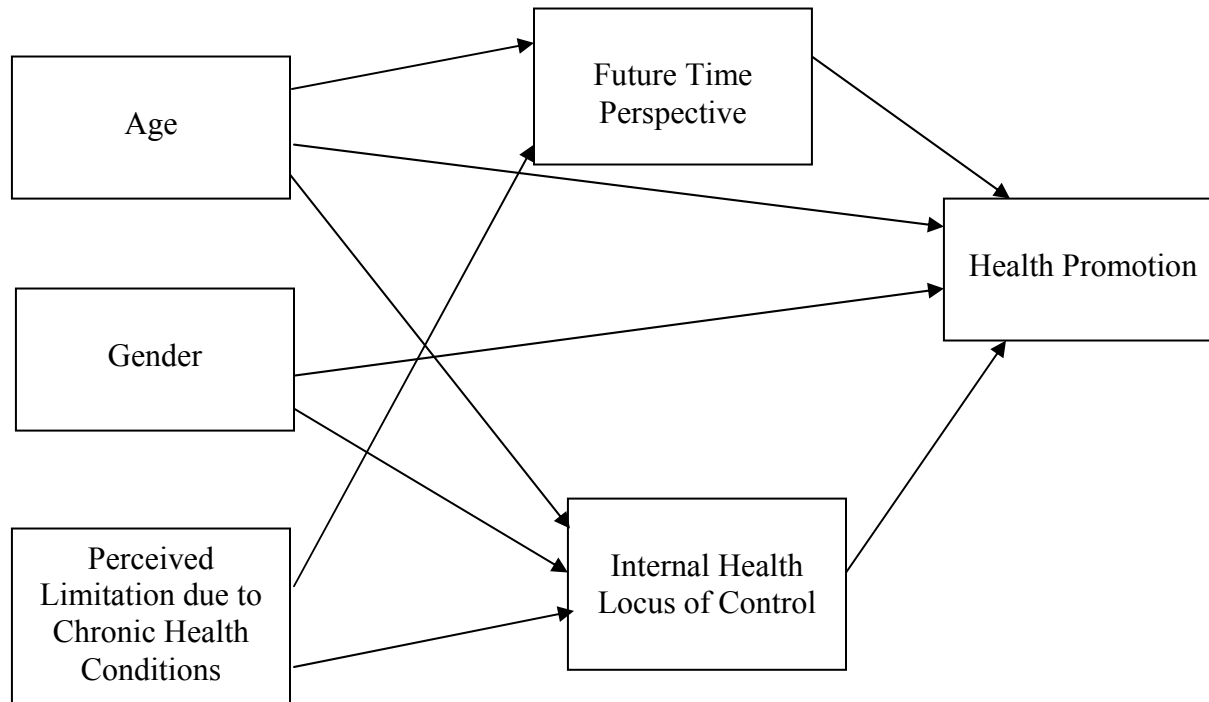 Age
Future Time
Perspective
Health Promotion
Gender
Perceived
Limitation due to
Chronic Health
Conditions
Internal Health
Locus of Control